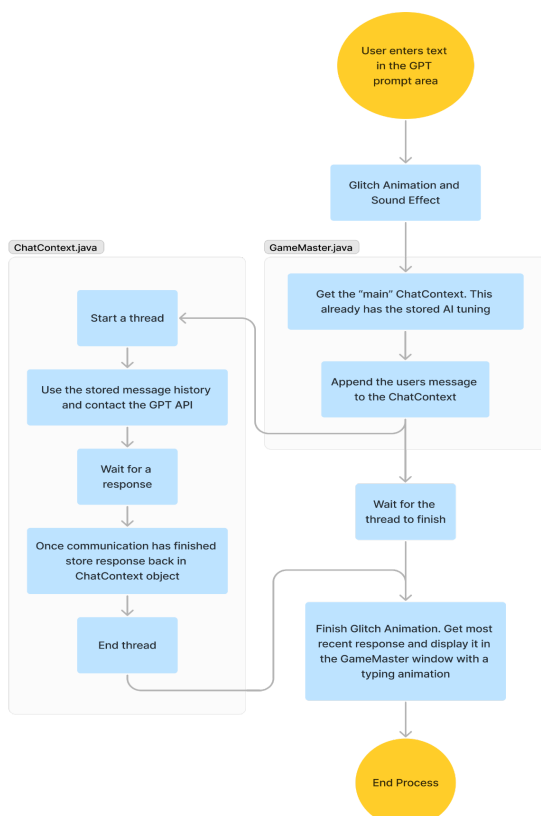 User enters text
in the GPT
prompt area
Glitch Animation and
Sound Effect
ChatContext.java
GameMaster.java
Get the “main” ChatContext. This
already has the stored AI tuning
Start a thread
Append the users message
to the ChatContext
Use the stored message history
and contact the GPT API
Wait for a
response
Wait for the
thread to finish
Once communication has finished
store response back in
ChatContext object
End thread
Finish Glitch Animation. Get most
recent response and display it in
the GameMaster window with a
typing animation
End Process